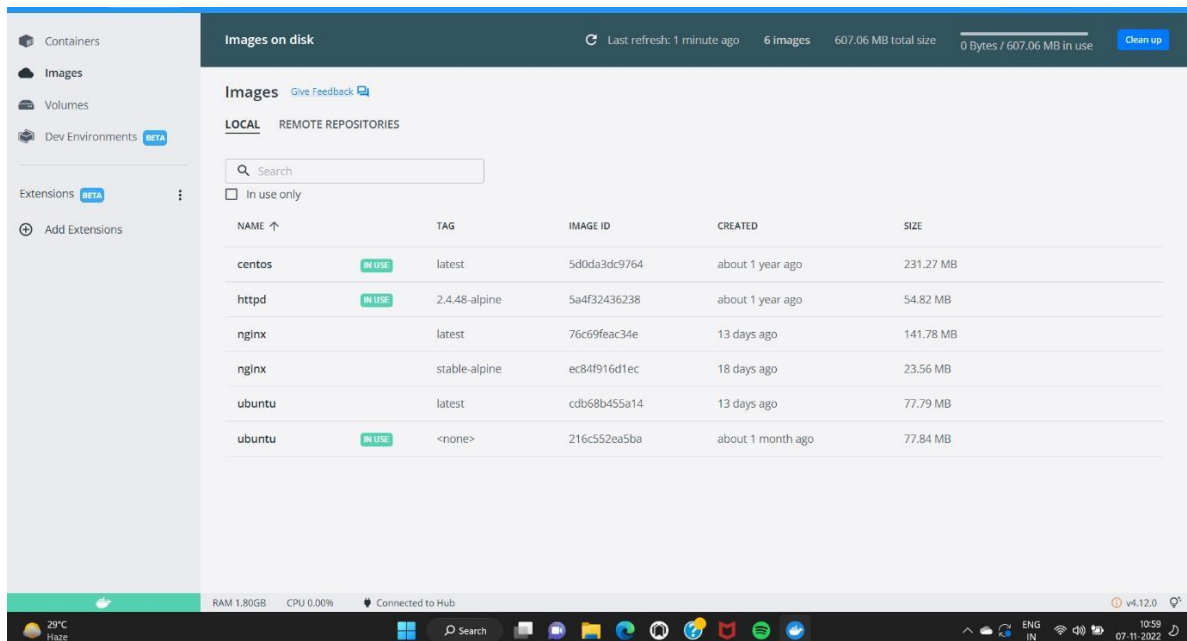 Containers
Images
Volumes
Dev Environments BETA
Extensions BETA
Add Extensions
Images on disk
Last refresh: 1 minute ago
6 images
607.06 MB total size
0 Bytes / 607.06 MB in use
Clean up
Images Give Feedback
LOCAL REMOTE REPOSITORIES
Search
In use only
NAME TAG IMAGE ID CREATED SIZE
centos IN USE latest 5d0da3dc9764 about 1 year ago 231.27 MB
httpd IN USE 2.4.48-alpine 5a4f32436238 about 1 year ago 54.82 MB
nginx latest 76c69feac34e 13 days ago 141.78 MB
nginx stable-alpine ec84f916d1ec 18 days ago 23.56 MB
ubuntu latest cdb68b455a14 13 days ago 77.79 MB
ubuntu IN USE <none> 216c552ea5ba about 1 month ago 77.84 MB
RAM 1.80GB CPU 0.00% Connected to Hub
v4.12.0
29°C
Haze
Search
ENG
IN
10:59
07-11-2022